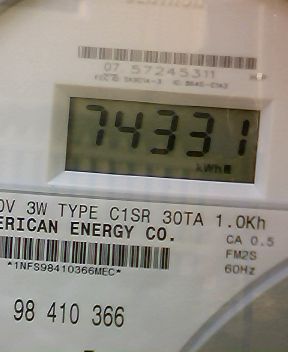 07 57245311
74331
kWh
0V 3W TYPE C1SR 30TA 1.0Kh
ERICAN ENERGY CO.
CA 0.5
*1NFS98410366MEC*
FM2S
60Hz
98 410 366